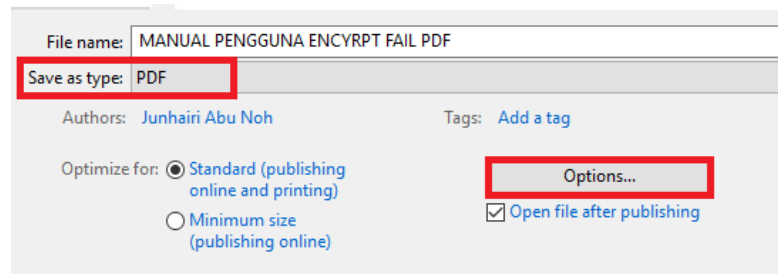 File name: MANUAL PENGGUNA ENCYRPT FAIL PDF
Save as type: PDF
Authors: Junhairi Abu Noh Tags: Add a tag
Optimize for: Standard (publishing
online and printing)
Minimum size
(publishing online)
Options...
Open file after publishing